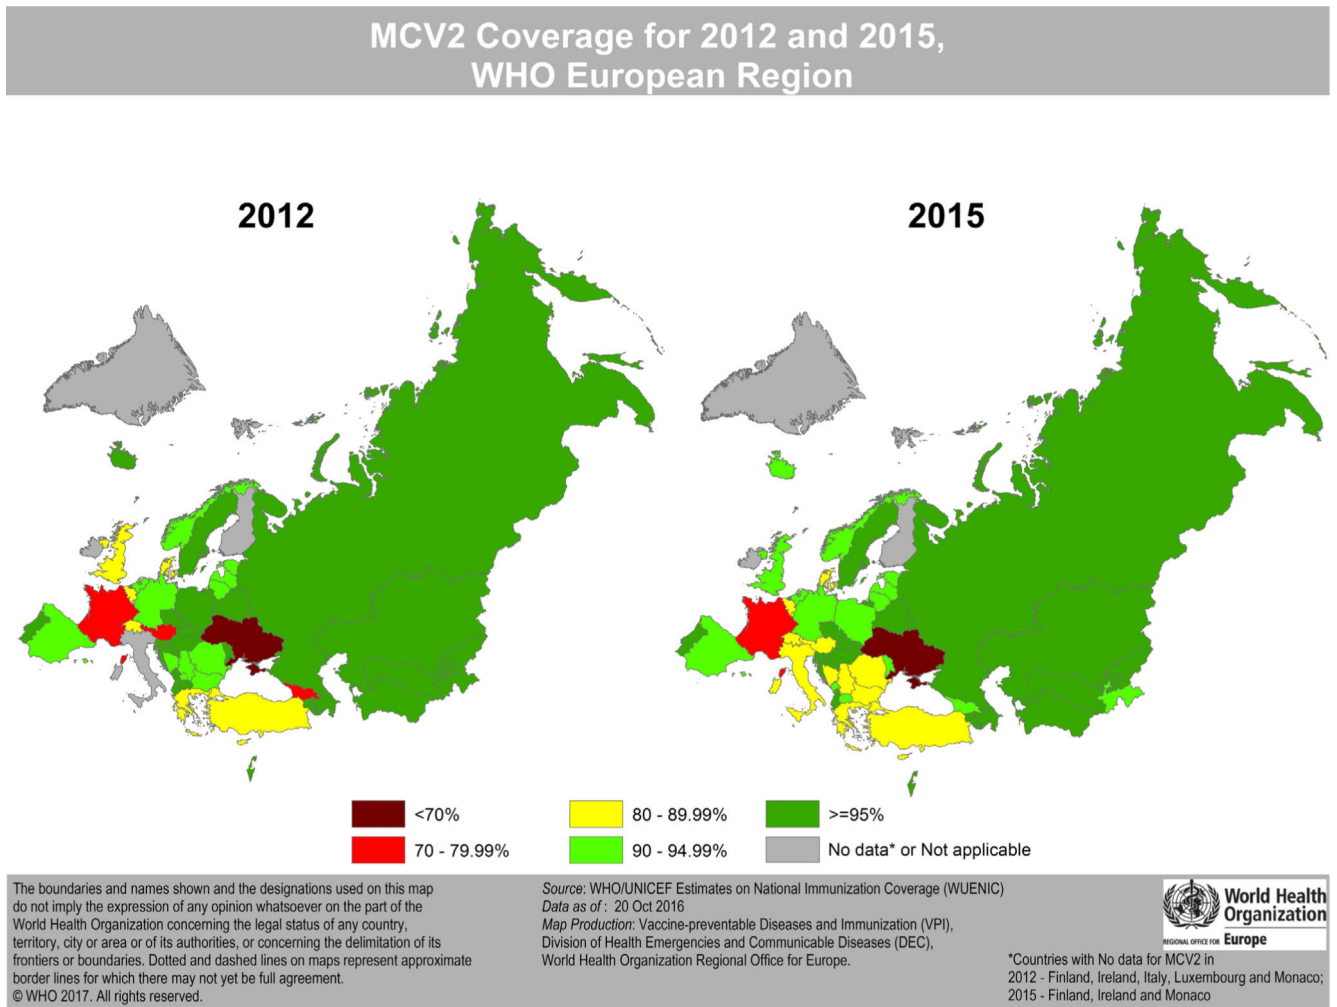 MCV2 Coverage for 2012 and 2015,
WHO European Region
2012
2015
<70%
70 - 79.99%
80 - 89.99%
90 - 94.99%
>=95%
No data* or Not applicable
The boundaries and names shown and the designations used on this map
do not imply the expression of any opinion whatsoever on the part of the
World Health Organization concerning the legal status of any country,
territory, city or area or of its authorities, or concerning the delimitation of its
frontiers or boundaries. Dotted and dashed lines on maps represent approximate
border lines for which there may not yet be full agreement.
© WHO 2017. All rights reserved.
Source: WHO/UNICEF Estimates on National Immunization Coverage (WUENIC)
Data as of : 20 Oct 2016
Map Production: Vaccine-preventable Diseases and Immunization (VPI),
Division of Health Emergencies and Communicable Diseases (DEC),
World Health Organization Regional Office for Europe.
World Health
Organization
REGIONAL OFFICE FOR Europe
*Countries with No data for MCV2 in
2012 - Finland, Ireland, Italy, Luxembourg and Monaco;
2015 - Finland, Ireland and Monaco